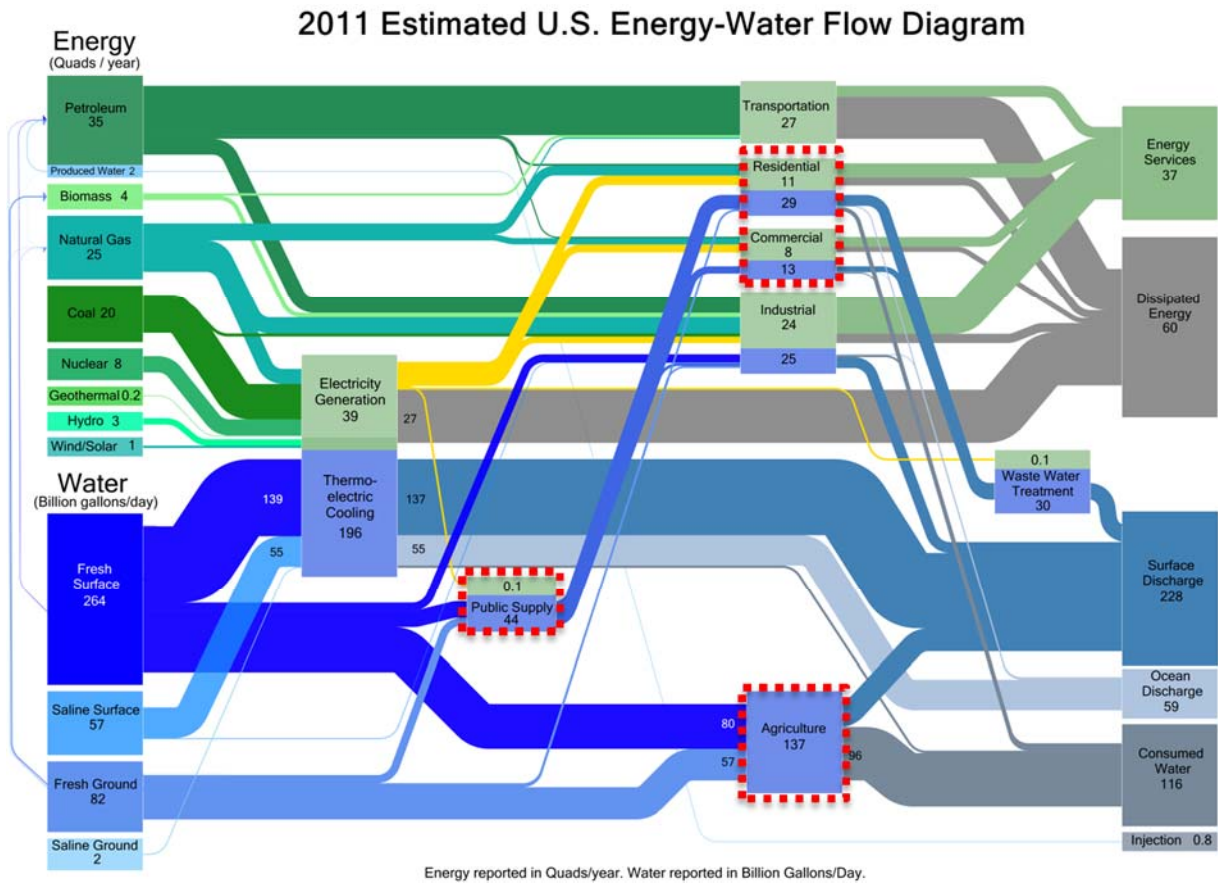 2011 Estimated U.S. Energy-Water Flow Diagram
Energy
(Quads / year)
Petroleum
35
Produced Water 2
Biomass 4
Natural Gas
25
Coal 20
Nuclear 8
Geothermal 0.2
Hydro 3
Wind/Solar 1
Water
(Billion gallons/day)
Fresh
Surface
264
Saline Surface
57
Fresh Ground
82
Saline Ground
2
Electricity
Generation
39
27
Thermo-
electric
Cooling
196
139
55
137
55
0.1
Public Supply
44
Transportation
27
Residential
11
29
Commercial
8
13
Industrial
24
25
80
57
Agriculture
137
96
0.1
Waste Water
Treatment
30
Energy
Services
37
Dissipated
Energy
60
Surface
Discharge
228
Ocean
Discharge
59
Consumed
Water
116
Injection 0.8
Energy reported in Quads/year. Water reported in Billion Gallons/Day.